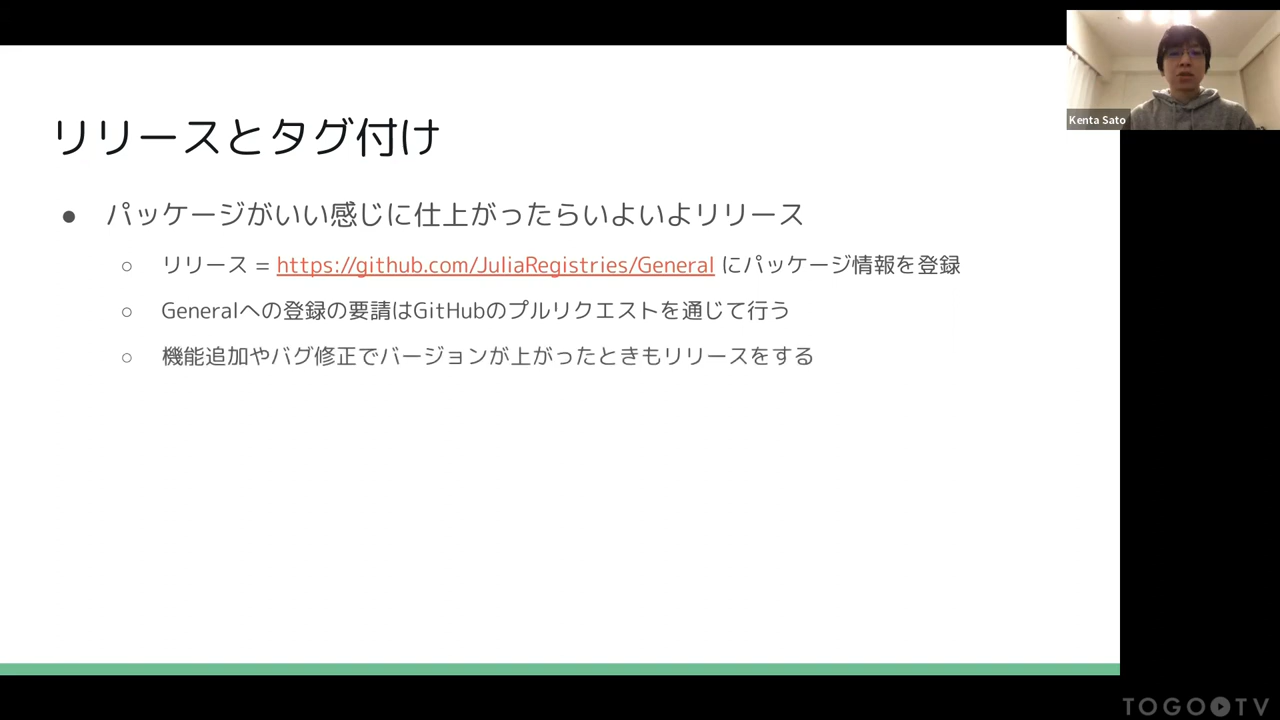 リリースとタグ付け
● パッケージがいい感じに仕上がったらいよいよリリース
○ リリース = https://github.com/JuliaRegistries/General にパッケージ情報を登録
○ Generalへの登録の要請はGitHubのプルリクエストを通じて行う
○ 機能追加やバグ修正でバージョンが上がったときもリリースをする
Kenta Sato
TOGO TV